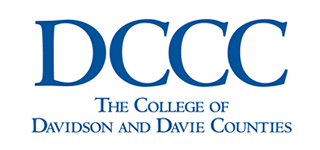 DCCC
The College of
Davidson and Davie Counties